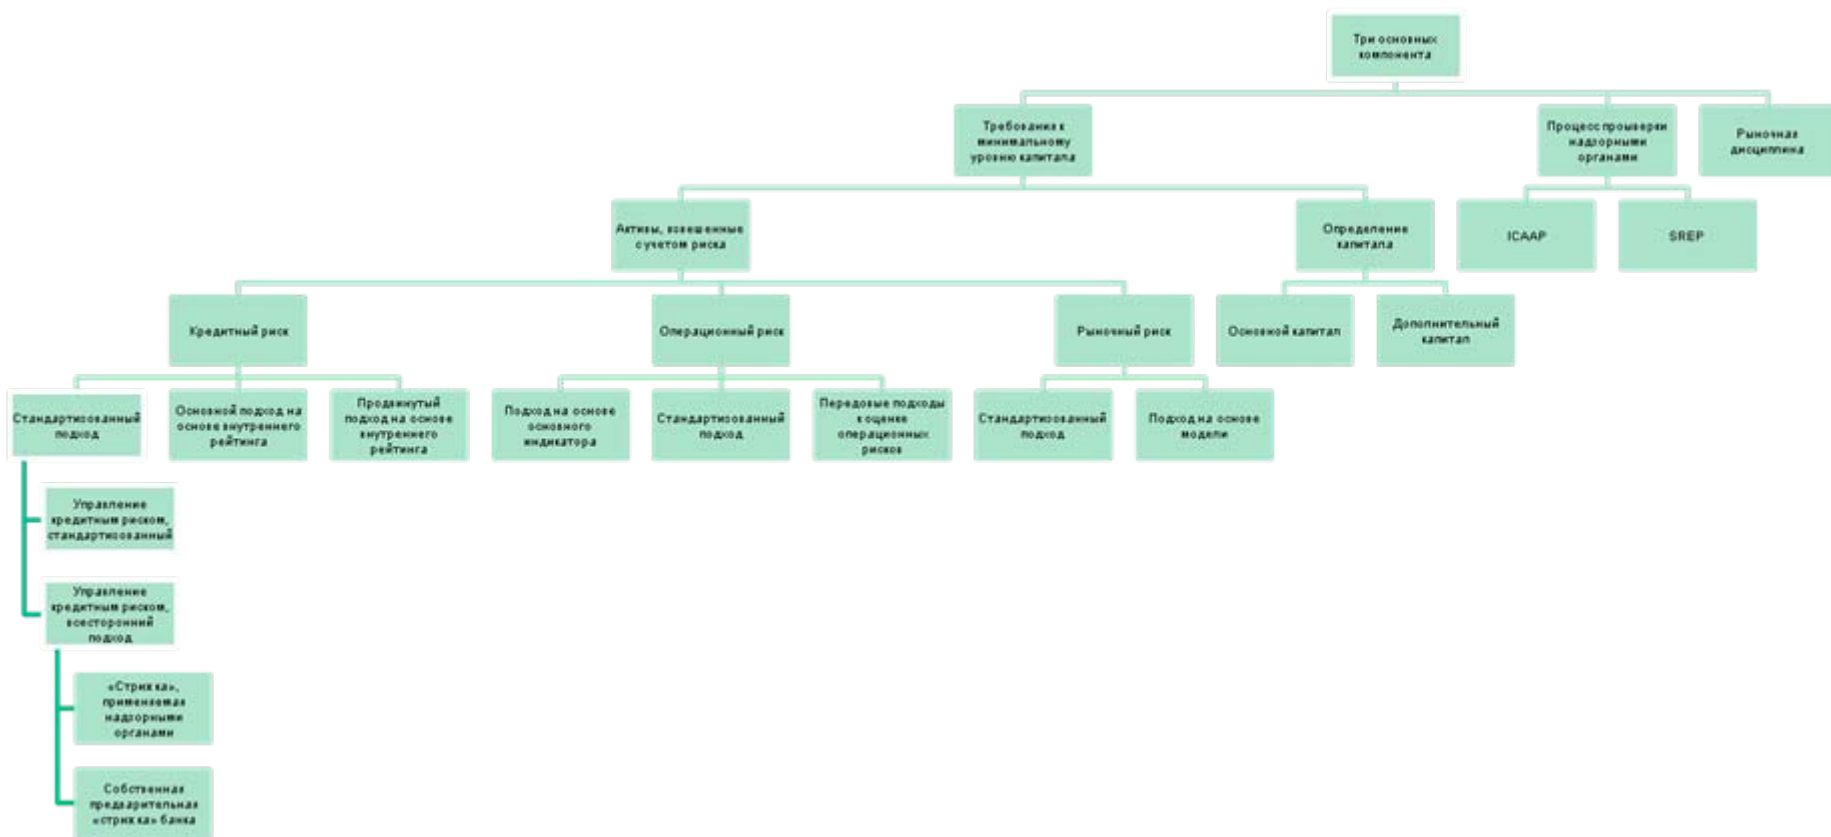 Три основных
компонента
Требования к
минимальному
уровню капитала
Процесс проыверки
надзорными
органами
Рыночная
дисциплина
Активы, взвешенные
с учетом риска
Определение
капитала
ICAAP
SREP
Кредитный риск
Операционный риск
Рыночный риск
Основной капитал
Дополнительный
капитал
Стандартизованный
подход
Основной подход на
основе внутреннего
рейтинга
Продвинутый
подход на основе
внутреннего
рейтинга
Подход на основе
основного
индикатора
Стандартизованный
подход
Передовые подходы
к оценке
операционных
рисков
Стандартизованный
подход
Подход на основе
модели
Управление
кредитным риском,
стандартизованный
Управление
кредитным риском,
всесторонний
подход
«Стрижка»,
применяемая
надзорными
органами
Собственная
предварительная
«стрижка» банка